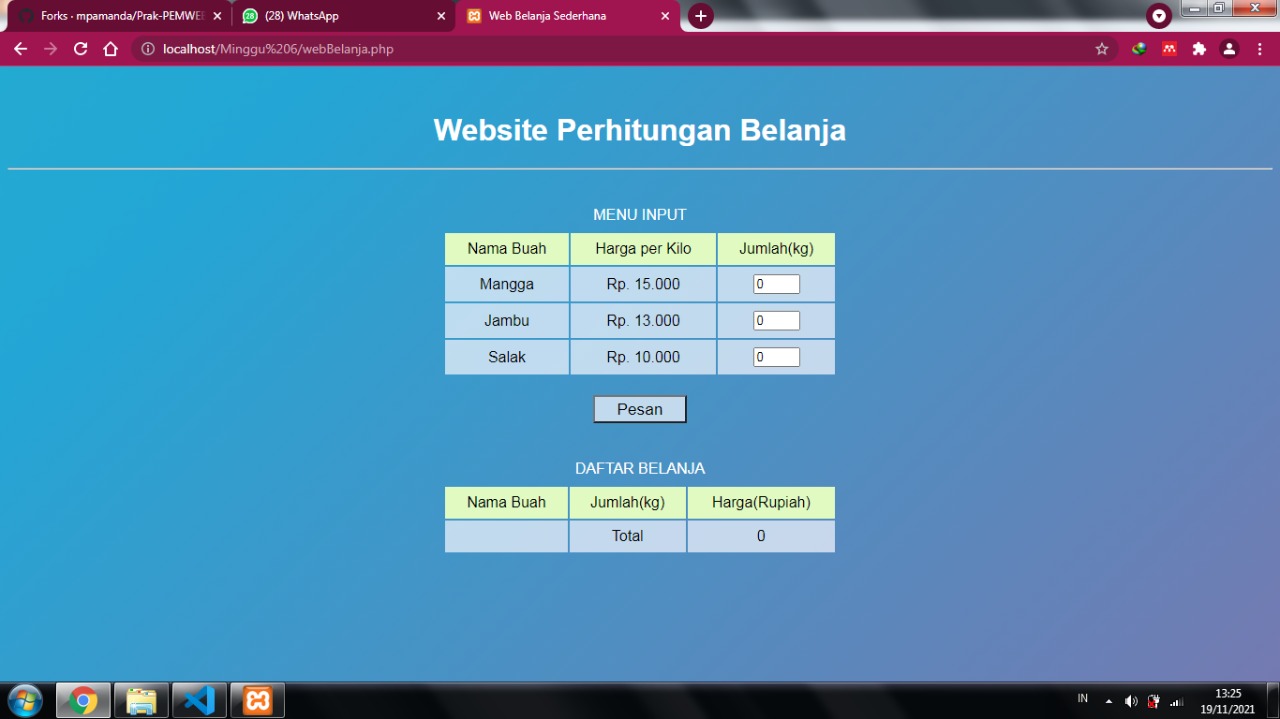 Forks · mpamanda/Prak-PEMWEB
(28) WhatsApp
Web Belanja Sederhana
localhost/Minggu%206/webBelanja.php
Website Perhitungan Belanja
MENU INPUT
Nama Buah Harga per Kilo Jumlah(kg)
Mangga Rp. 15.000 0
Jambu Rp. 13.000 0
Salak Rp. 10.000 0
Pesan
DAFTAR BELANJA
Nama Buah Jumlah(kg) Harga(Rupiah)
Total 0
IN
13:25
19/11/2021